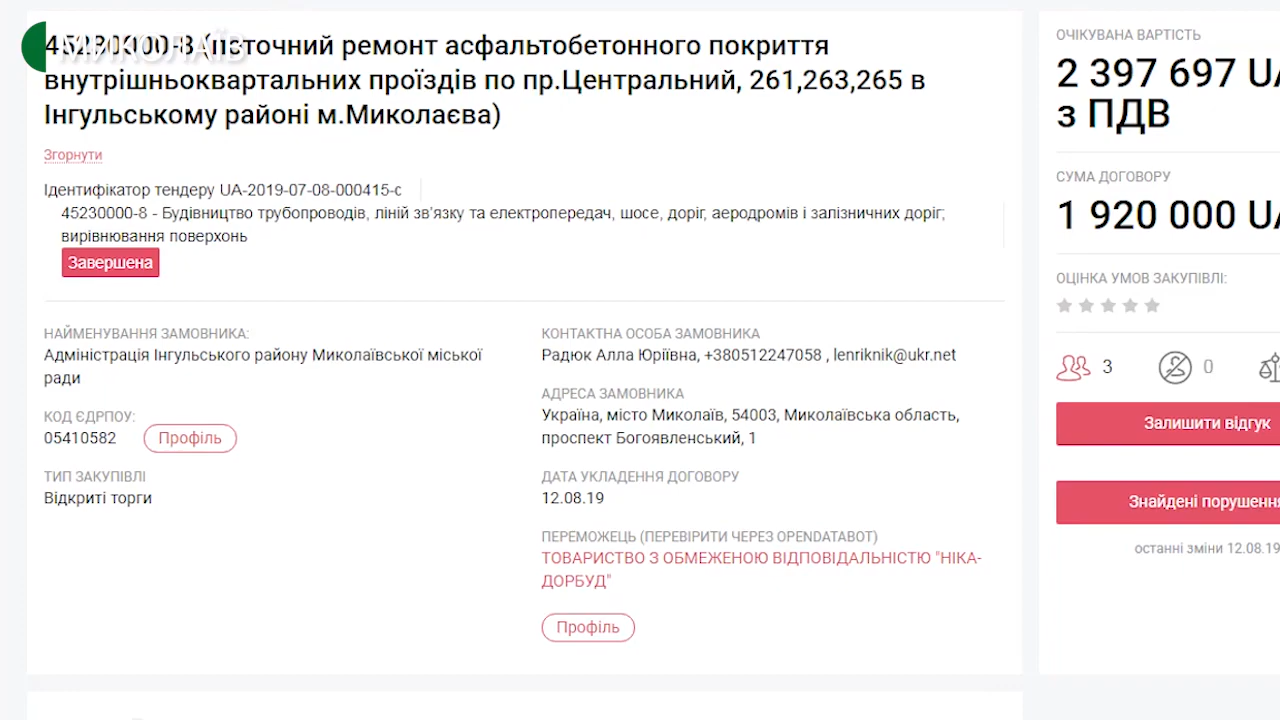 МИКОЛАЇВ
45230000-8 (поточний ремонт асфальтобетонного покриття
внутрішньоквартальних проїздів по пр.Центральний, 261,263,265 в
Інгульському районі м.Миколаєва)
Згорнути
Ідентифікатор тендеру UA-2019-07-08-000415-c
45230000-8 - Будівництво трубопроводів, ліній зв'язку та електропередач, шосе, доріг, аеродромів і залізничних доріг;
вирівнювання поверхонь
Завершена
НАЙМЕНУВАННЯ ЗАМОВНИКА:
Адміністрація Інгульського району Миколаївської міської
ради
КОД ЄДРПОУ:
05410582
Профіль
ТИП ЗАКУПІВЛІ
Відкриті торги
КОНТАКТНА ОСОБА ЗАМОВНИКА
Радюк Алла Юріївна, +380512247058 , lenriknik@ukr.net
АДРЕСА ЗАМОВНИКА
Україна, місто Миколаїв, 54003, Миколаївська область,
проспект Богоявленський, 1
ДАТА УКЛАДЕННЯ ДОГОВОРУ
12.08.19
ПЕРЕМОЖЕЦЬ (ПЕРЕВІРИТИ ЧЕРЕЗ OPENDATABOT)
ТОВАРИСТВО З ОБМЕЖЕНОЮ ВІДПОВІДАЛЬНІСТЮ "НІКА-
ДОРБУД"
Профіль
ОЧІКУВАНА ВАРТІСТЬ
2 397 697 UA
з ПДВ
СУМА ДОГОВОРУ
1 920 000 UA
ОЦІНКА УМОВ ЗАКУПІВЛІ:
3
0
Залишити відгук
Знайдені порушення
останні зміни 12.08.19